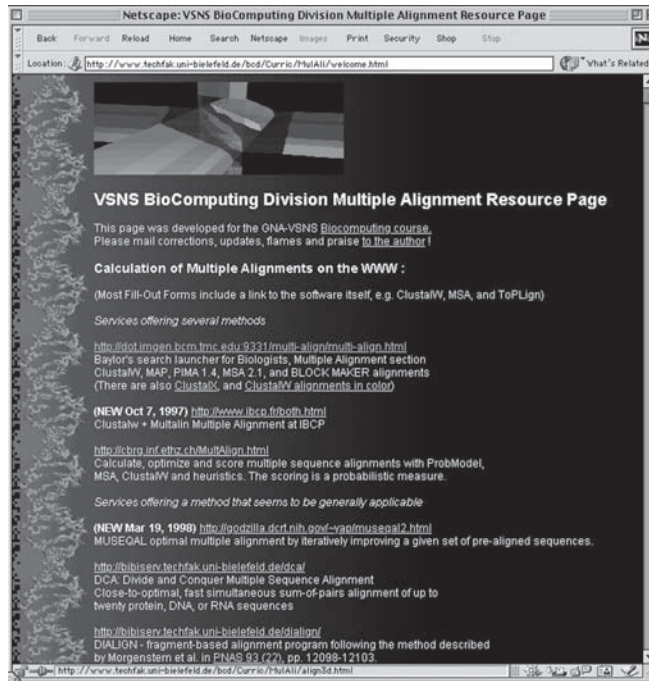 Netscape: VSNS BioComputing Division Multiple Alignment Resource Page
Back Forward Reload Home Search Netscape Images Print Security Shop Stop
Location: http://www.techfak.uni-bielefeld.de/bcd/Curric/MulAli/welcome.html What's Related
VSNS BioComputing Division Multiple Alignment Resource Page
This page was developed for the GNA-VSNS Biocomputing course.
Please mail corrections, updates, flames and praise to the author !
Calculation of Multiple Alignments on the WWW :
(Most Fill-Out Forms include a link to the software itself, e.g. ClustalW, MSA, and ToPLign)
Services offering several methods
http://dot.imgen.bcm.tmc.edu:9331/multi-align/multi-align.html
Baylor's search launcher for Biologists, Multiple Alignment section
ClustalW, MAP, PIMA 1.4, MSA 2.1, and BLOCK MAKER alignments
(There are also ClustalX, and ClustalW alignments in color)
(NEW Oct 7, 1997) http://www.ibcp.fr/both.html
Clustalw + Multalin Multiple Alignment at IBCP
http://cbrg.inf.ethz.ch/MultAlign.html
Calculate, optimize and score multiple sequence alignments with ProbModel,
MSA, ClustalW and heuristics. The scoring is a probabilistic measure.
Services offering a method that seems to be generally applicable
(NEW Mar 19, 1998) http://godzilla.dcrt.nih.gov/~yap/museqal2.html
MUSEQAL optimal multiple alignment by iteratively improving a given set of pre-aligned sequences.
http://bibiserv.techfak.uni-bielefeld.de/dca/
DCA: Divide and Conquer Multiple Sequence Alignment
Close-to-optimal, fast simultaneous sum-of-pairs alignment of up to
twenty protein, DNA, or RNA sequences
http://bibiserv.techfak.uni-bielefeld.de/dialign/
DIALIGN - fragment-based alignment program following the method described
by Morgenstern et al. in PNAS 93 (22), pp. 12098-12103.
http://www.techfak.uni-bielefeld.de/bcd/Curric/MulAli/align3d.html